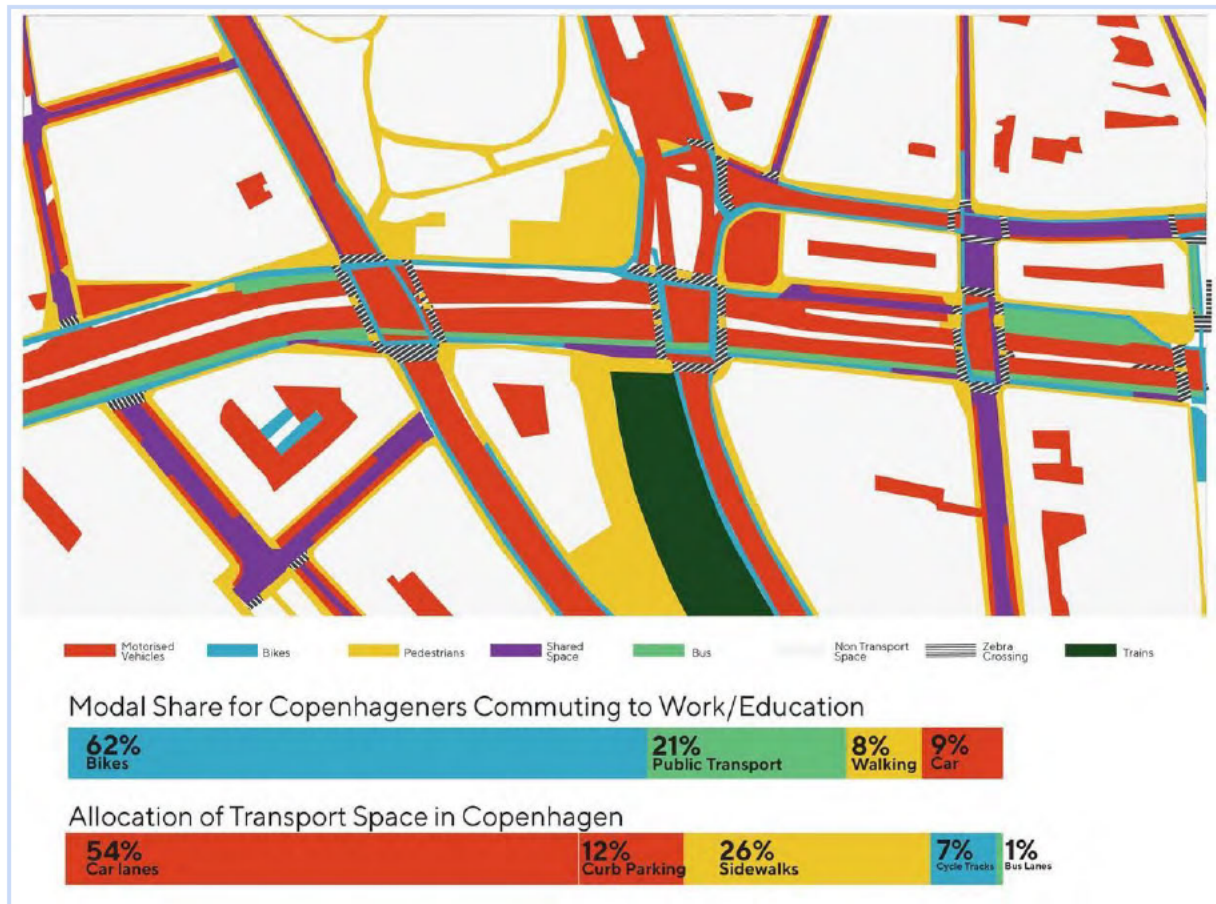 Motorised
Vehicles
Bikes
Pedestrians
Shared
Space
Bus
Non Transport
Space
Zebra
Crossing
Trains
Modal Share for Copenhageners Commuting to Work/Education
62%
Bikes
21%
Public Transport
8%
Walking
9%
Car
Allocation of Transport Space in Copenhagen
54%
Car lanes
12%
Curb Parking
26%
Sidewalks
7%
Cycle Tracks
1%
Bus Lanes